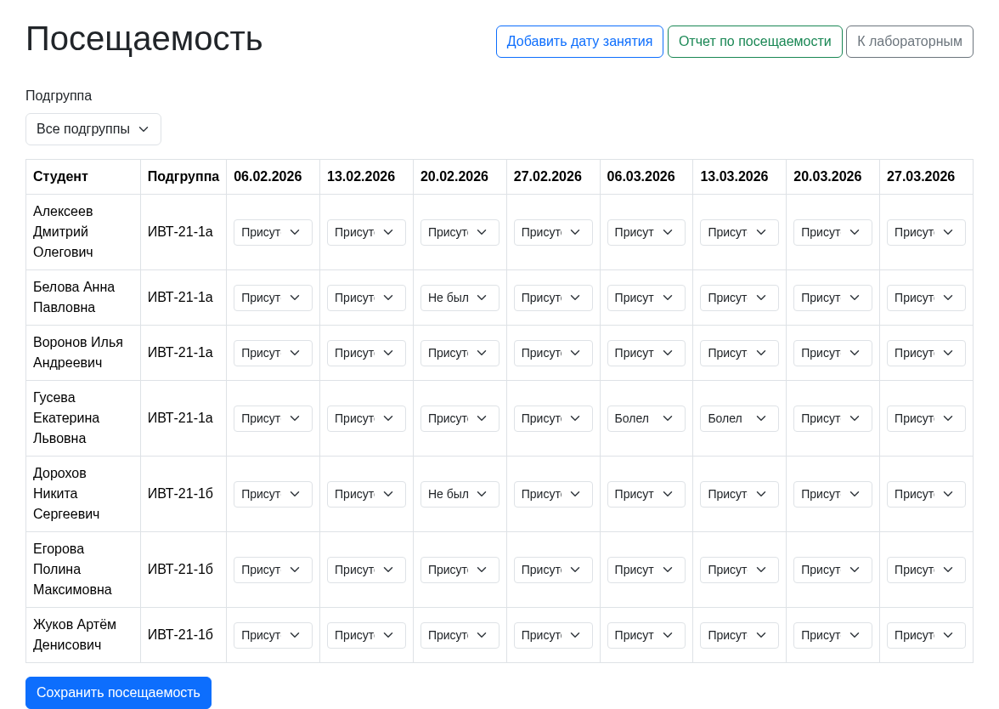 Посещаемость
Добавить дату занятия Отчет по посещаемости К лабораторным
Подгруппа
Все подгруппы
Студент Подгруппа 06.02.2026 13.02.2026 20.02.2026 27.02.2026 06.03.2026 13.03.2026 20.03.2026 27.03.2026
Алексеев
Дмитрий
Олегович
ИВТ-21-1а Присут Присут Присут Присут Присут Присут Присут Присут
Белова Анна
Павловна
ИВТ-21-1а Присут Присут Не был Присут Присут Присут Присут Присут
Воронов Илья
Андреевич
ИВТ-21-1а Присут Присут Присут Присут Присут Присут Присут Присут
Гусева
Екатерина
Львовна
ИВТ-21-1а Присут Присут Присут Присут Болел Болел Присут Присут
Дорохов
Никита
Сергеевич
ИВТ-21-1б Присут Присут Не был Присут Присут Присут Присут Присут
Егорова
Полина
Максимовна
ИВТ-21-1б Присут Присут Присут Присут Присут Присут Присут Присут
Жуков Артём
Денисович
ИВТ-21-1б Присут Присут Присут Присут Присут Присут Присут Присут
Сохранить посещаемость